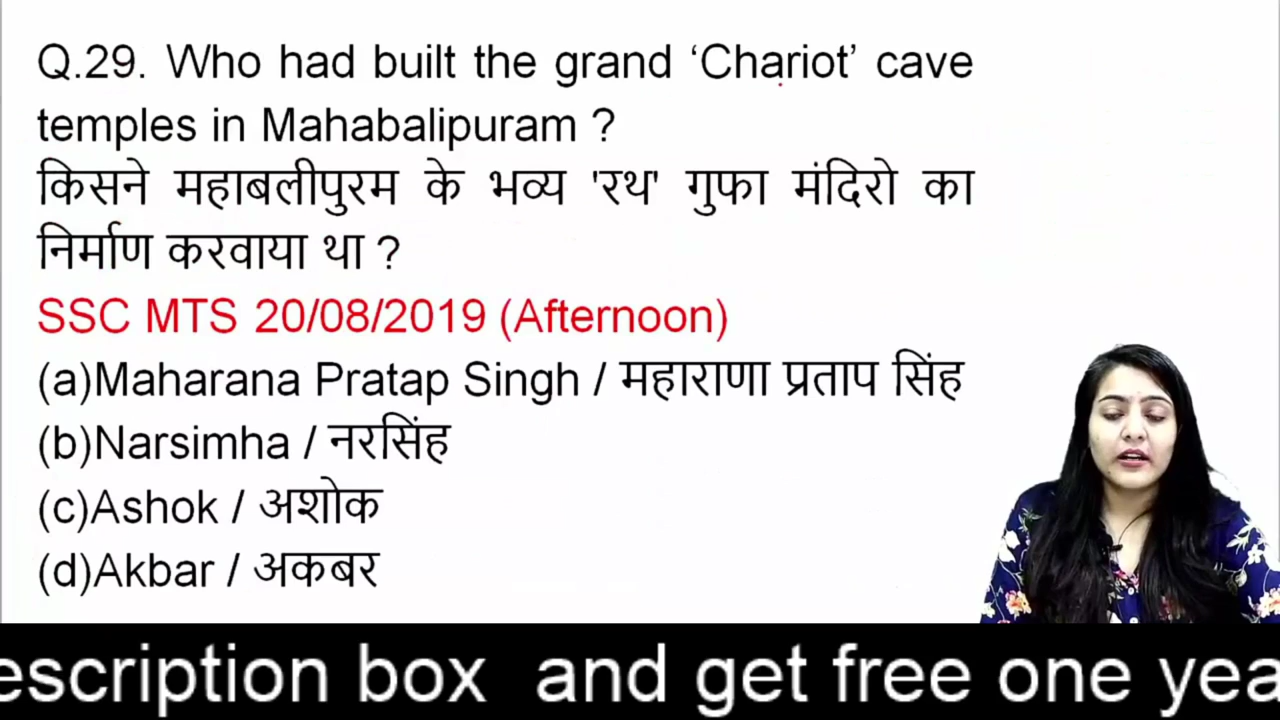 Q.29. Who had built the grand ‘Chariot’ cave
temples in Mahabalipuram ?
किसने महाबलीपुरम के भव्य 'रथ' गुफा मंदिरो का
निर्माण करवाया था ?
SSC MTS 20/08/2019 (Afternoon)
(a)Maharana Pratap Singh / महाराणा प्रताप सिंह
(b)Narsimha / नरसिंह
(c)Ashok / अशोक
(d)Akbar / अकबर
escription box and get free one yea